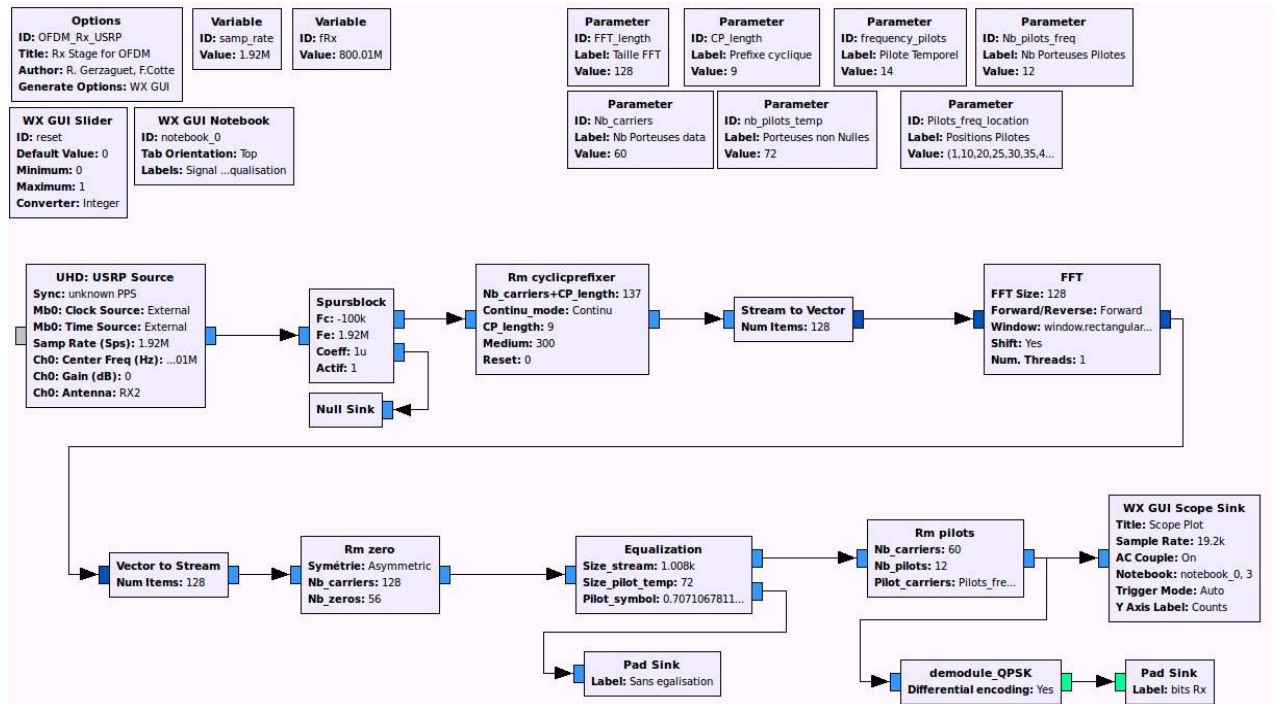 Options
ID: OFDM_Rx_USRP
Title: Rx Stage for OFDM
Author: R. Gerzaguet, F.Cotte
Generate Options: WX GUI
Variable
ID: samp_rate
Value: 1.92M
Variable
ID: fRx
Value: 800.01M
Parameter
ID: FFT_length
Label: Taille FFT
Value: 128
Parameter
ID: CP_length
Label: Prefixe cyclique
Value: 9
Parameter
ID: frequency_pilots
Label: Pilote Temporel
Value: 14
Parameter
ID: Nb_pilots_freq
Label: Nb Porteuses Pilotes
Value: 12
WX GUI Slider
ID: reset
Default Value: 0
Minimum: 0
Maximum: 1
Converter: Integer
WX GUI Notebook
ID: notebook_0
Tab Orientation: Top
Labels: Signal ...qualisation
Parameter
ID: Nb_carriers
Label: Nb Porteuses data
Value: 60
Parameter
ID: nb_pilots_temp
Label: Porteuses non Nulles
Value: 72
Parameter
ID: Pilots_freq_location
Label: Positions Pilotes
Value: (1,10,20,25,30,35,4...
UHD: USRP Source
Sync: unknown PPS
Mb0: Clock Source: External
Mb0: Time Source: External
Samp Rate (Sps): 1.92M
Ch0: Center Freq (Hz): ...01M
Ch0: Gain (dB): 0
Ch0: Antenna: RX2
Spursblock
Fc: -100k
Fe: 1.92M
Coeff: 1u
Actif: 1
Null Sink
Rm cyclicprefixer
Nb_carriers+CP_length: 137
Continu_mode: Continu
CP_length: 9
Medium: 300
Reset: 0
Stream to Vector
Num Items: 128
FFT
FFT Size: 128
Forward/Reverse: Forward
Window: window.rectangular...
Shift: Yes
Num. Threads: 1
Vector to Stream
Num Items: 128
Rm zero
Symétrie: Asymmetric
Nb_carriers: 128
Nb_zeros: 56
Equalization
Size_stream: 1.008k
Size_pilot_temp: 72
Pilot_symbol: 0.7071067811...
Pad Sink
Label: Sans egalisation
Rm pilots
Nb_carriers: 60
Nb_pilots: 12
Pilot_carriers: Pilots_fre...
WX GUI Scope Sink
Title: Scope Plot
Sample Rate: 19.2k
AC Couple: On
Notebook: notebook_0, 3
Trigger Mode: Auto
Y Axis Label: Counts
demodule_QPSK
Differential encoding: Yes
Pad Sink
Label: bits Rx